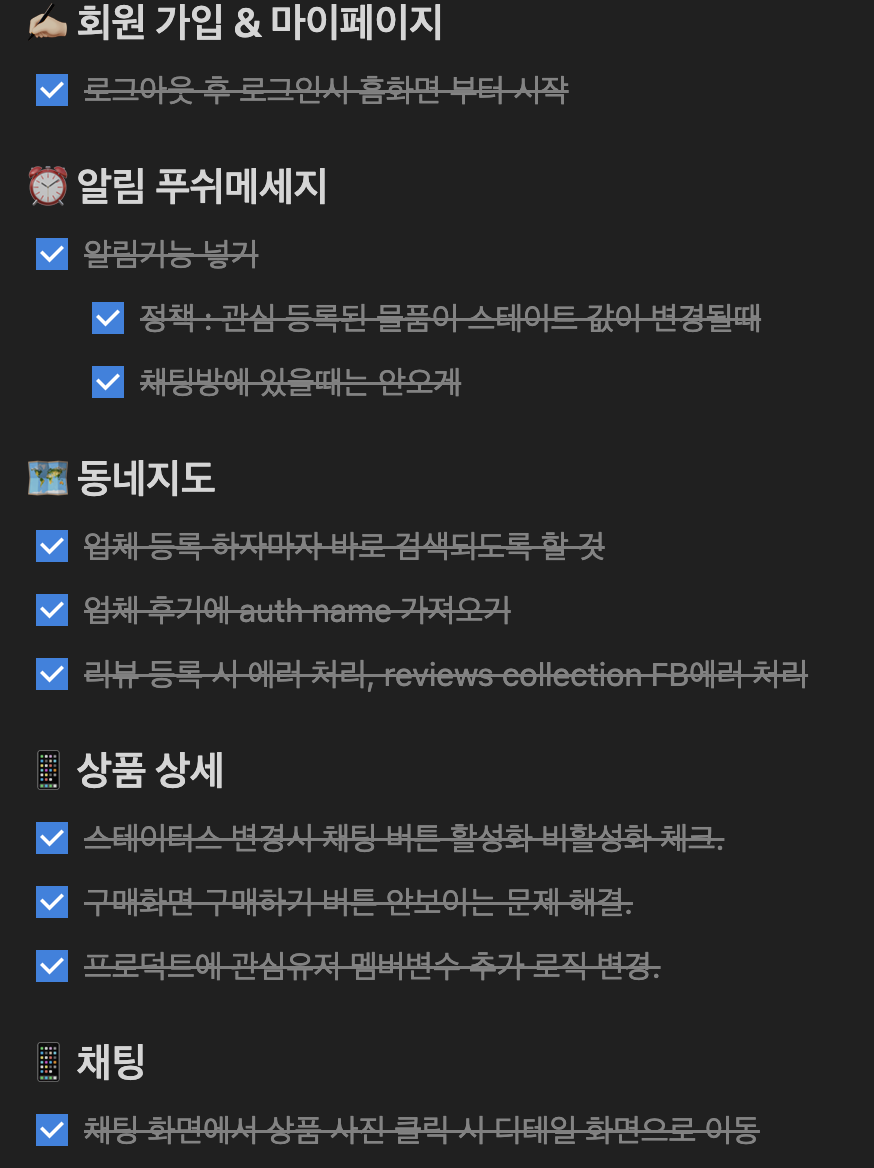 회원 가입 & 마이페이지
로그아웃 후 로그인시 홈화면 부터 시작
알림 푸쉬메세지
알림기능 넣기
정책 : 관심 등록된 물품이 스테이트 값이 변경될때
채팅방에 있을때는 안오게
동네지도
업체 등록 하자마자 바로 검색되도록 할 것
업체 후기에 auth name 가져오기
리뷰 등록 시 에러 처리, reviews collection FB에러 처리
상품 상세
스테이터스 변경시 채팅 버튼 활성화 비활성화 체크.
구매화면 구매하기 버튼 안보이는 문제 해결.
프로덕트에 관심유저 멤버변수 추가 로직 변경.
채팅
채팅 화면에서 상품 사진 클릭 시 디테일 화면으로 이동